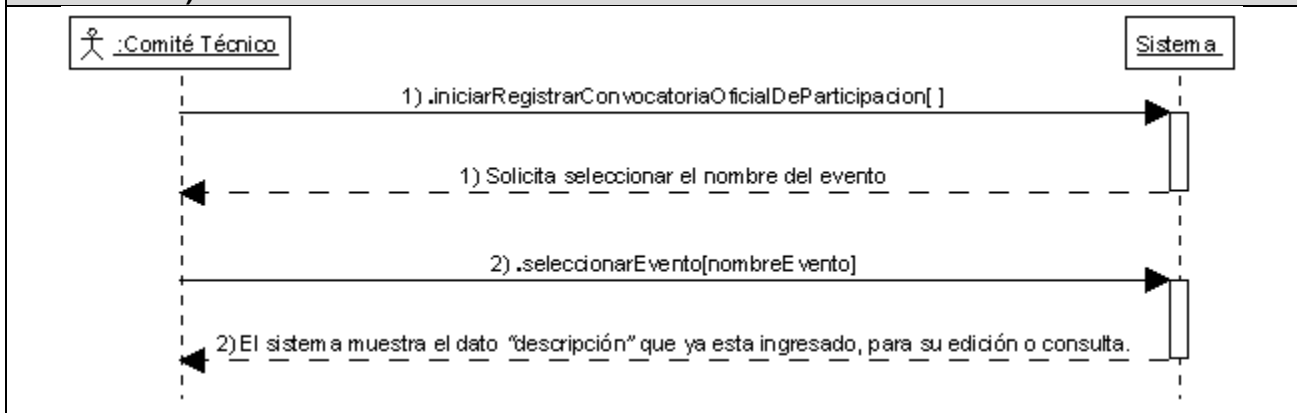 :Comité Técnico
Sistema
1) .iniciarRegistrarConvocatoriaOficialDeParticipacion[ ]
1) Solicita seleccionar el nombre del evento
2) .seleccionarEvento[nombreEvento]
2)El sistema muestra el dato "descripción" que ya esta ingresado, para su edición o consulta.